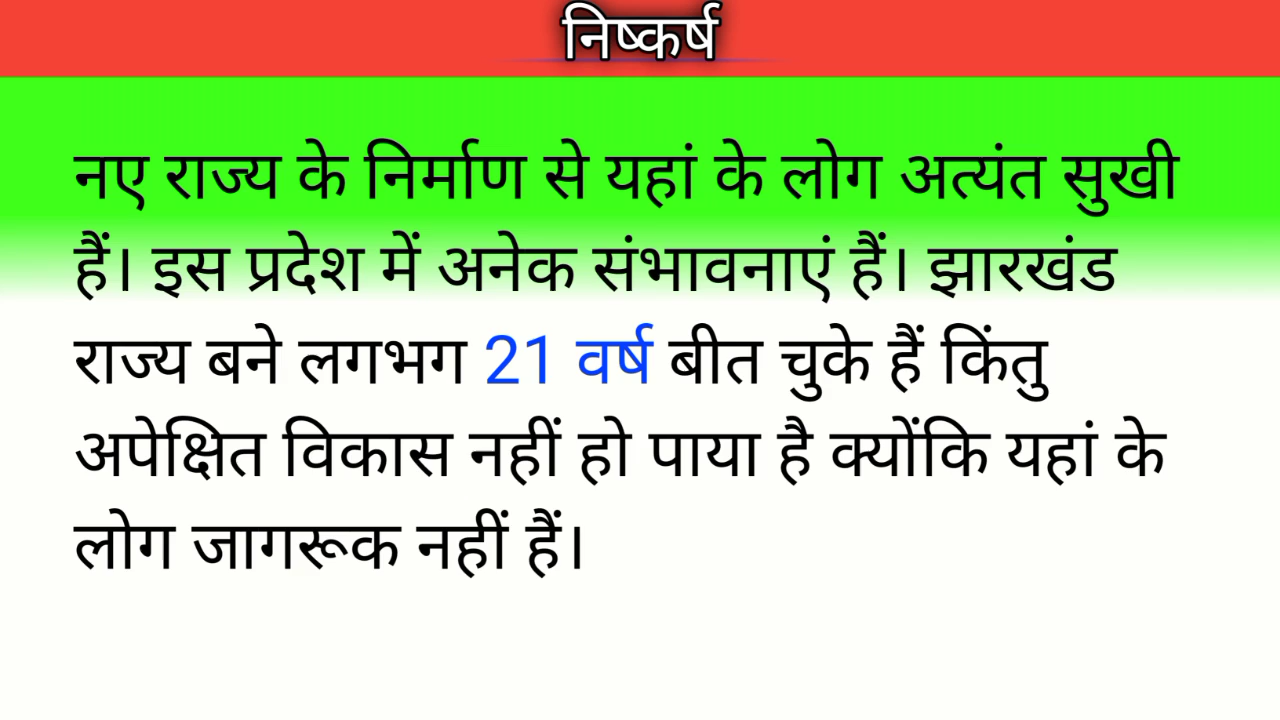 निष्कर्ष
नए राज्य के निर्माण से यहां के लोग अत्यंत सुखी
हैं। इस प्रदेश में अनेक संभावनाएं हैं। झारखंड
राज्य बने लगभग 21 वर्ष बीत चुके हैं किंतु
अपेक्षित विकास नहीं हो पाया है क्योंकि यहां के
लोग जागरूक नहीं हैं।